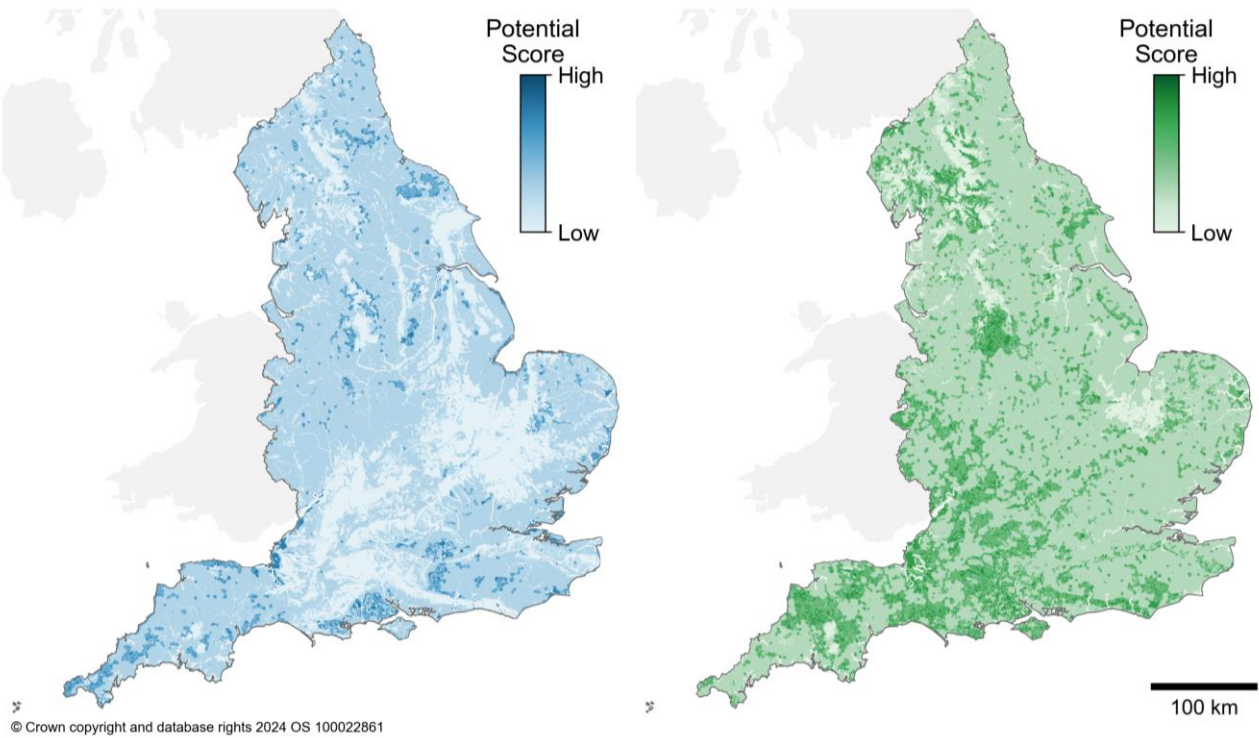 Potential
Score
High
Low
© Crown copyright and database rights 2024 OS 100022861
Potential
Score
High
Low
100 km